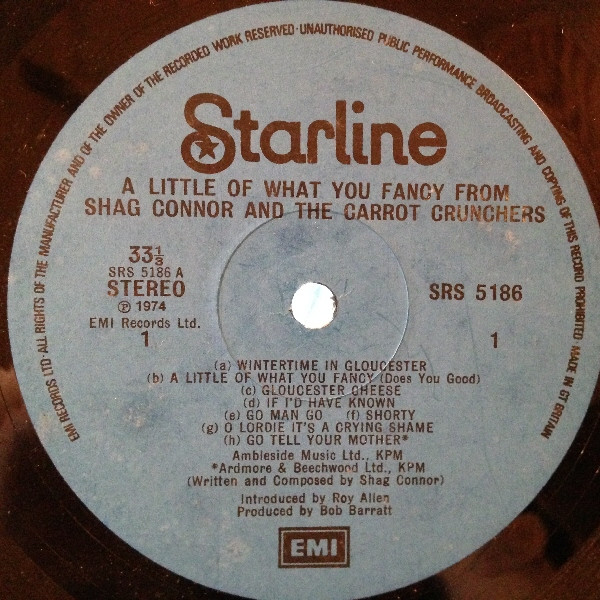 EMI RECORDS LTD·ALL RIGHTS OF THE MANUFACTURER AND OF THE OWNER OF THE RECORDED WORK RESERVED·UNAUTHORISED PUBLIC PERFORMANCE BROADCASTING AND COPYING OF THIS RECORD PROHIBITED MADE IN GT BRITAIN
Starline
A LITTLE OF WHAT YOU FANCY FROM
SHAG CONNOR AND THE CARROT CRUNCHERS
33⅓
SRS 5186 A
STEREO
Ⓟ 1974
EMI Records Ltd.
1
SRS 5186
1
(a) WINTERTIME IN GLOUCESTER
(b) A LITTLE OF WHAT YOU FANCY (Does You Good)
(c) GLOUCESTER CHEESE
(d) IF I'D HAVE KNOWN
(e) GO MAN GO (f) SHORTY
(g) O LORDIE IT'S A CRYING SHAME
(h) GO TELL YOUR MOTHER*
Ambleside Music Ltd., KPM
*Ardmore & Beechwood Ltd., KPM
(Written and Composed by Shag Connor)
Introduced by Roy Allen
Produced by Bob Barratt
EMI